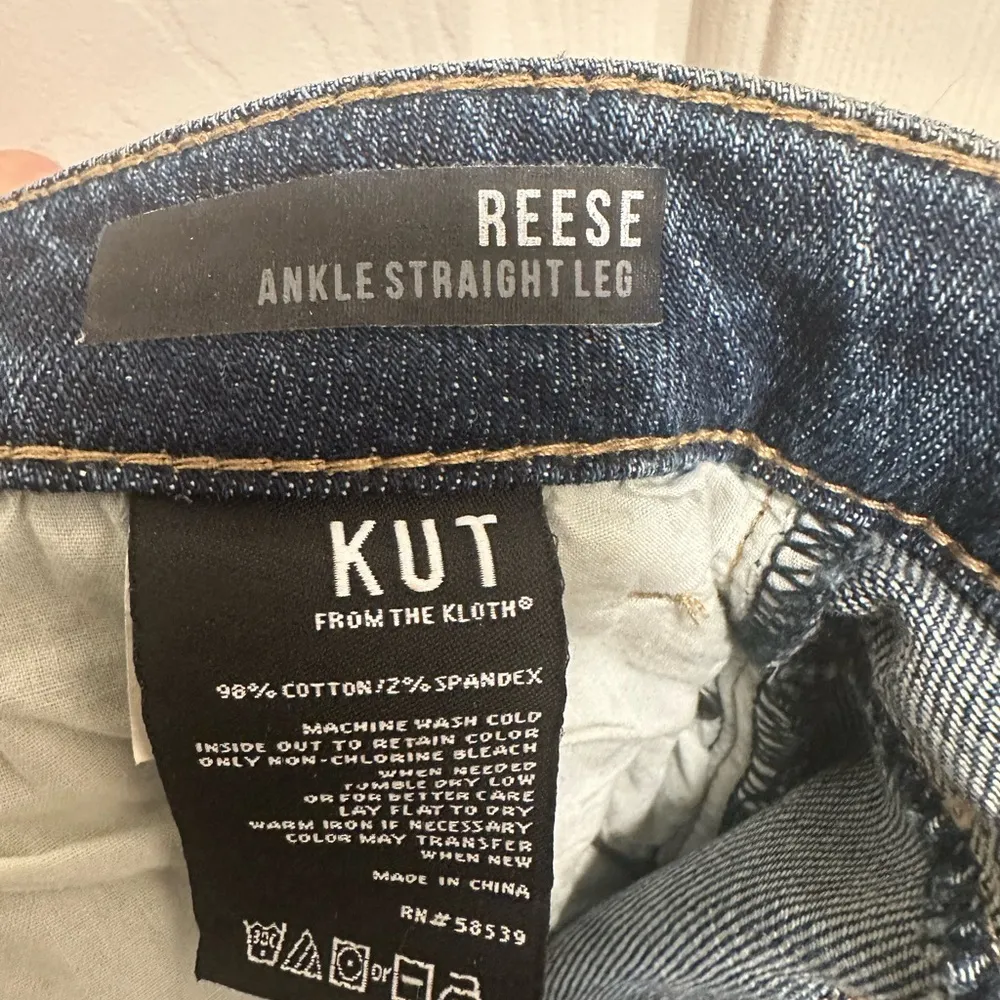 REESE
ANKLE STRAIGHT LEG
KUT
FROM THE KLOTH®
98% COTTON/2% SPANDEX
MACHINE WASH COLD
INSIDE OUT TO RETAIN COLOR
ONLY NON-CHLORINE BLEACH
WHEN NEEDED
TUMBLE DRY LOW
OR FOR BETTER CARE
LAY FLAT TO DRY
WARM IRON IF NECESSARY
COLOR MAY TRANSFER
WHEN NEW
MADE IN CHINA
RN# 58539
30C or